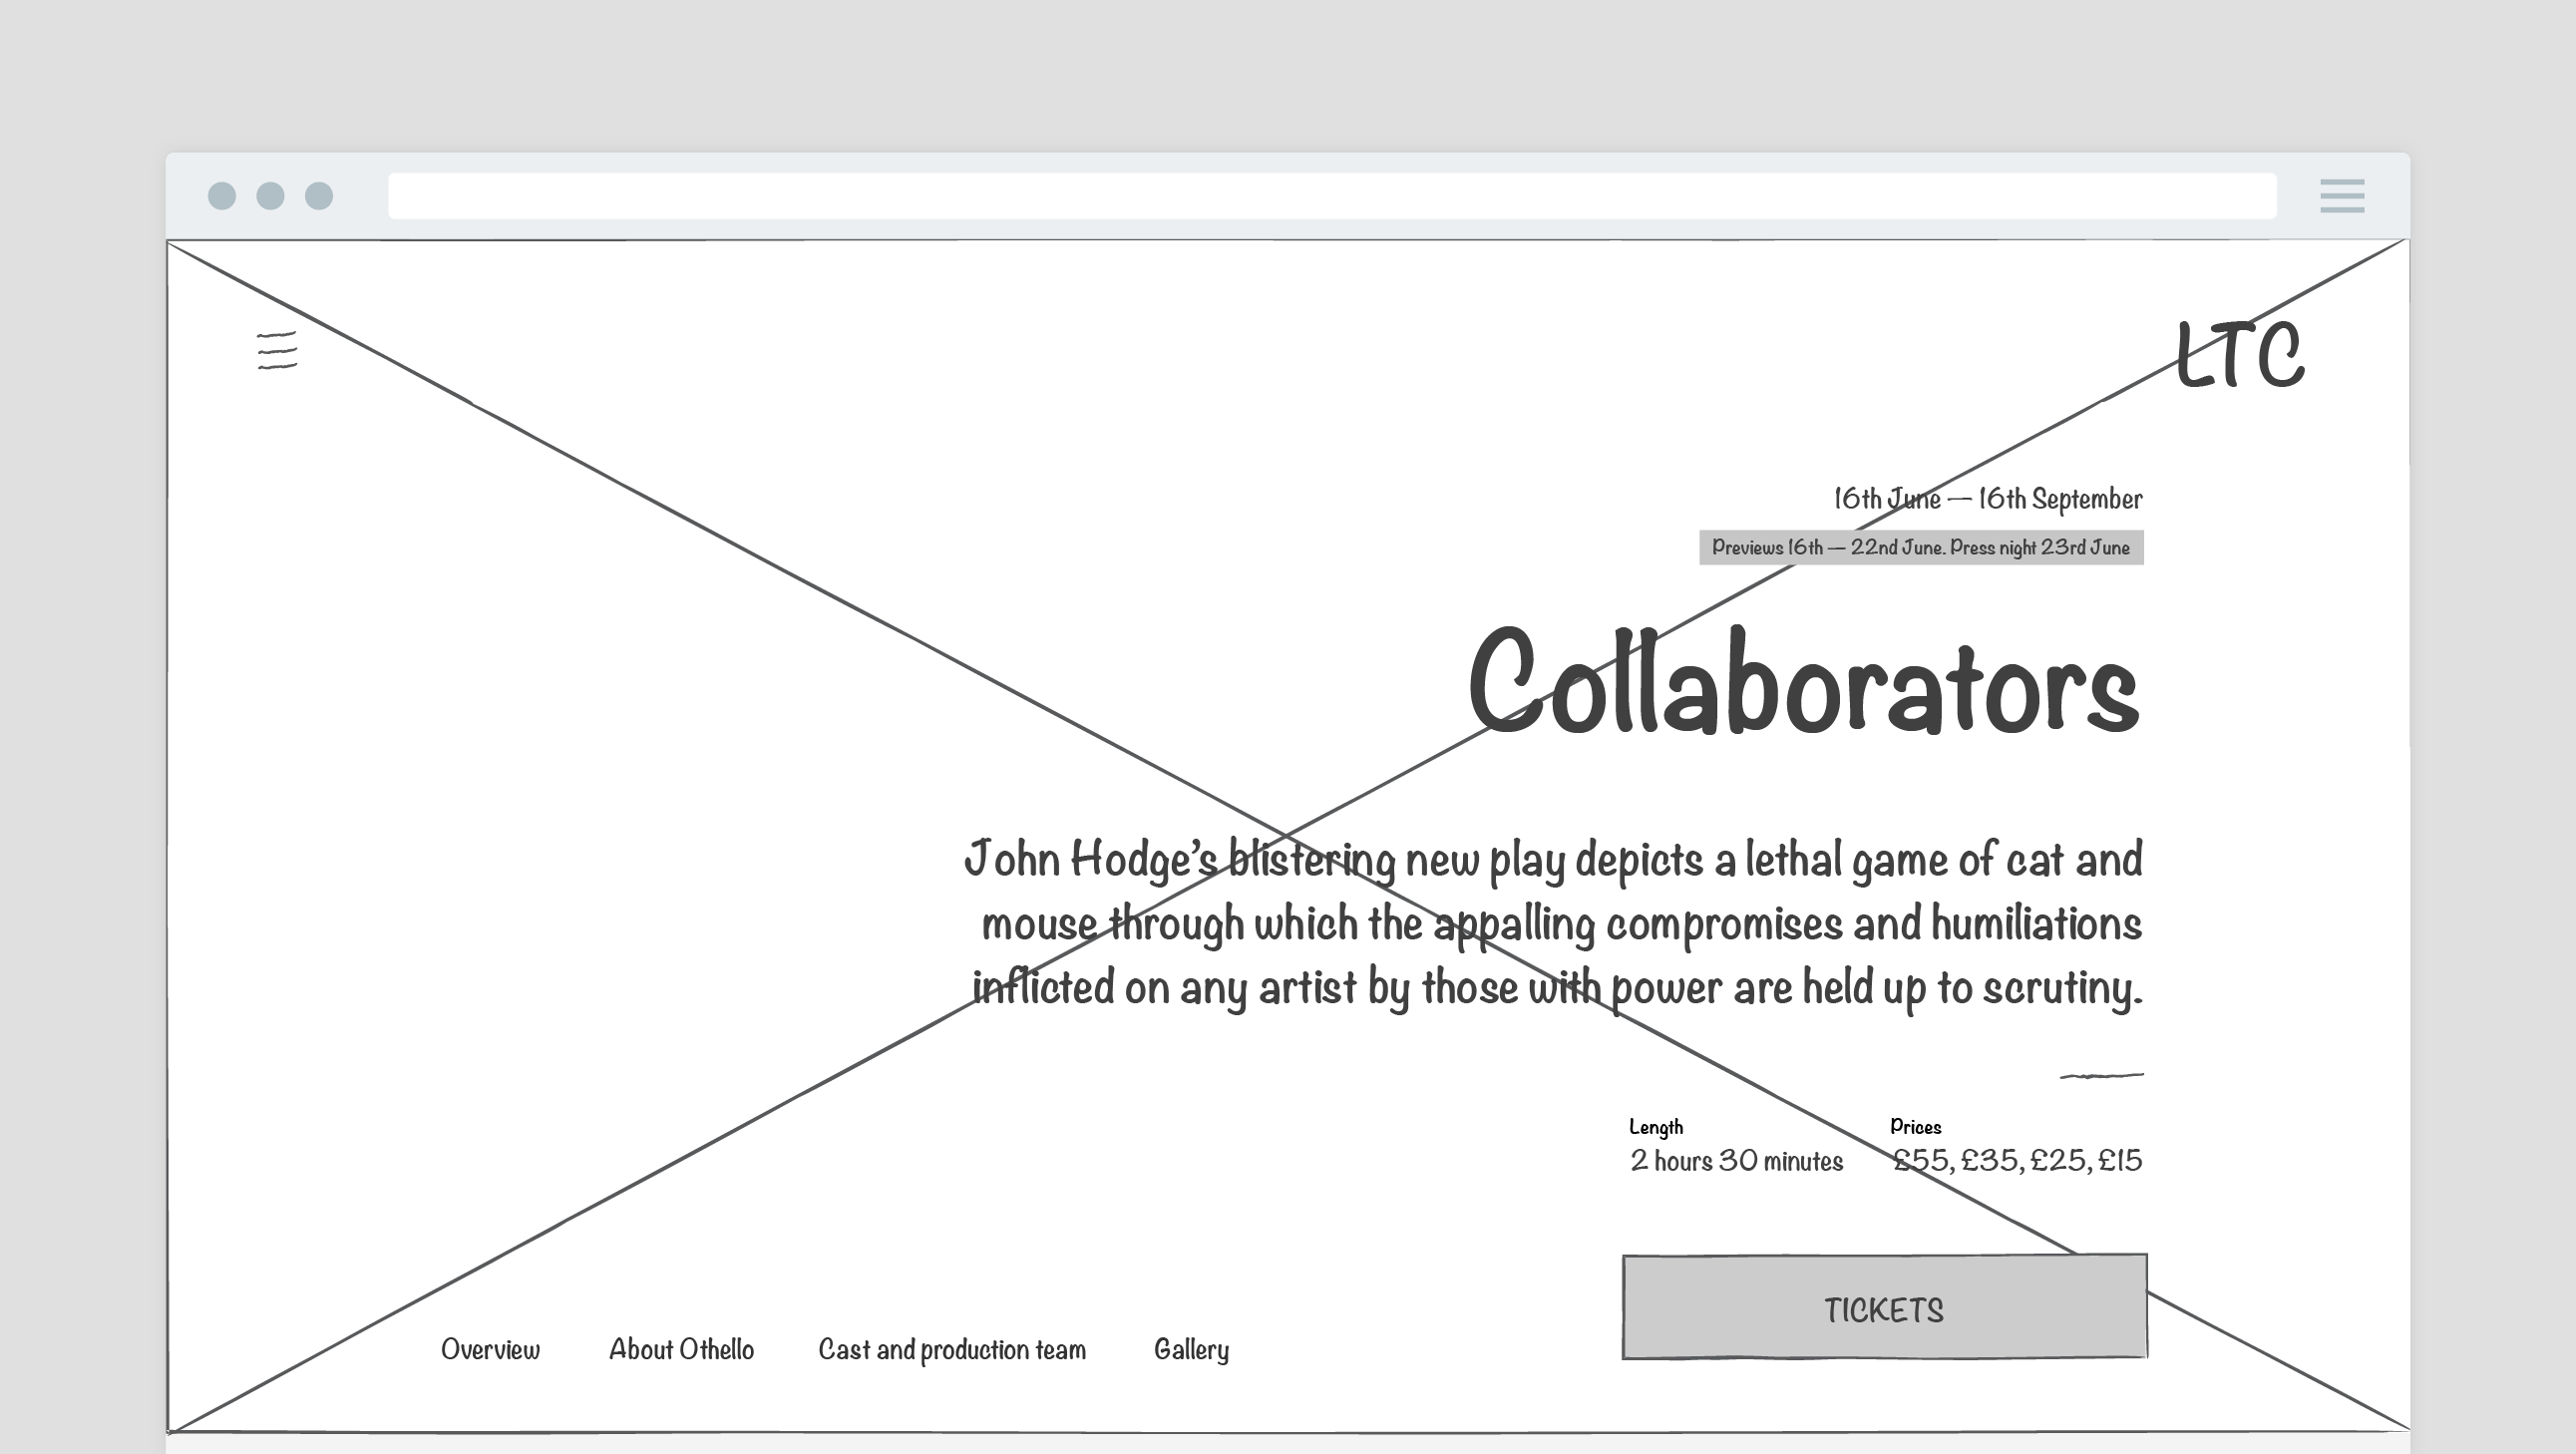 LTC
16th June — 16th September
Previews 16th — 22nd June. Press night 23rd June
Collaborators
John Hodge’s blistering new play depicts a lethal game of cat and
mouse through which the appalling compromises and humiliations
inflicted on any artist by those with power are held up to scrutiny.
Length
2 hours 30 minutes
Prices
£55, £35, £25, £15
TICKETS
Overview
About Othello
Cast and production team
Gallery